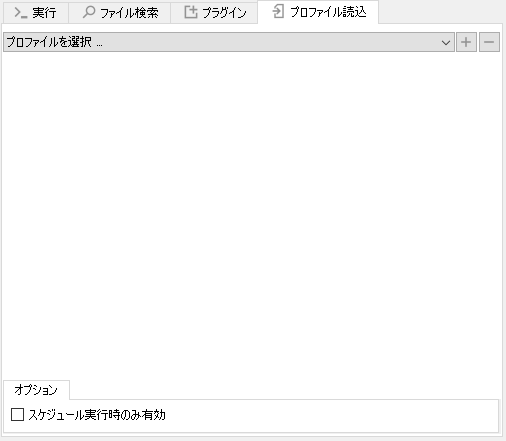 実行 ファイル検索 プラグイン プロファイル読込
プロファイルを選択 ...
オプション
スケジュール実行時のみ有効